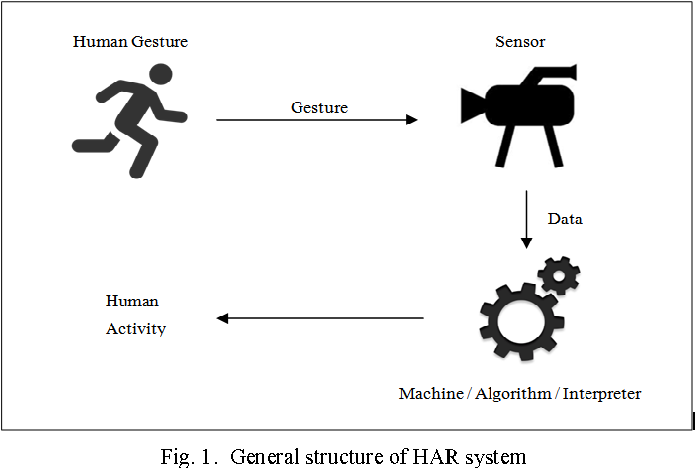 Human Gesture
Sensor
Gesture
Data
Human
Activity
Machine / Algorithm / Interpreter
Fig. 1. General structure of HAR system